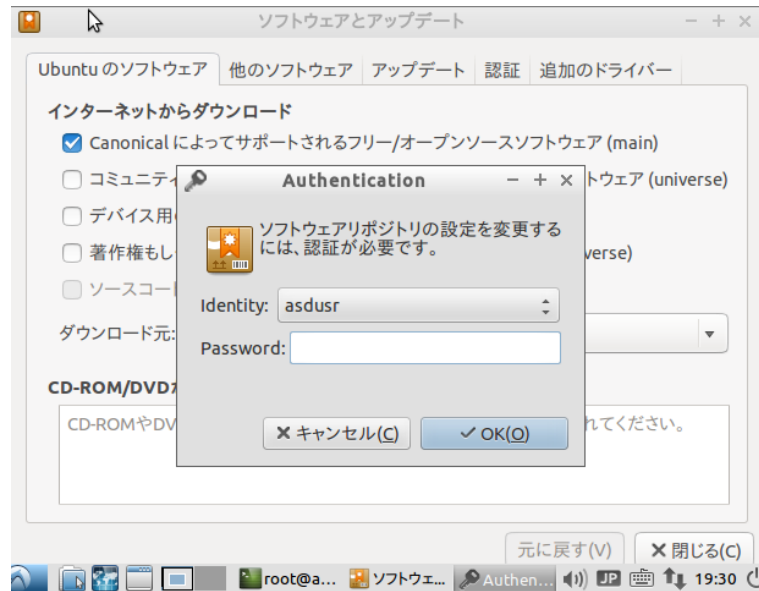 ソフトウェアとアップデート
Ubuntu のソフトウェア 他のソフトウェア アップデート 認証 追加のドライバー
インターネットからダウンロード
Canonical によってサポートされるフリー/オープンソースソフトウェア (main)
コミュニティ
トウェア (universe)
デバイス用
著作権もし
verse)
ソースコード
ダウンロード元:
CD-ROM/DVD
CD-ROMやDV
れてください。
Authentication
ソフトウェアリポジトリの設定を変更する
には、認証が必要です。
Identity: asdusr
Password:
キャンセル(C) OK(O)
元に戻す(V) 閉じる(C)
root@a... ソフトウェ... Authen... JP 19:30